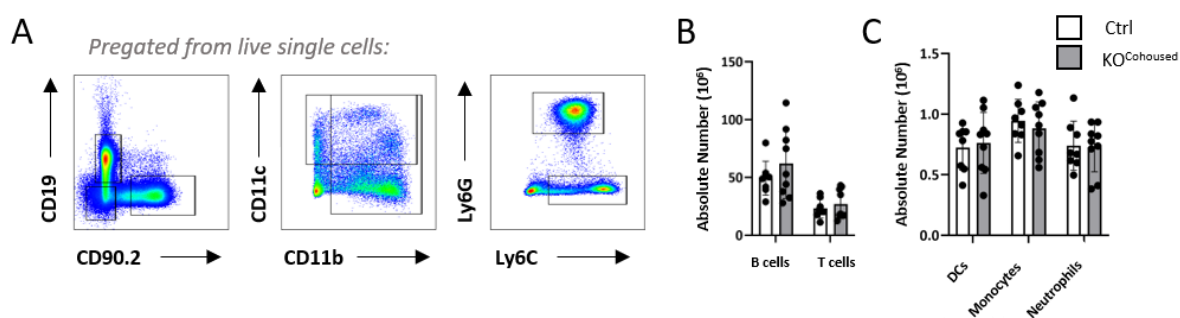 A
Pregated from live single cells:
CD19
CD90.2
CD11c
CD11b
Ly6G
Ly6C
B
Absolute Number (10⁶)
150
100
50
0
B cells
T cells
C
Ctrl
KO^Cohoused
Absolute Number (10⁶)
1.5
1.0
0.5
0.0
DCs
Monocytes
Neutrophils